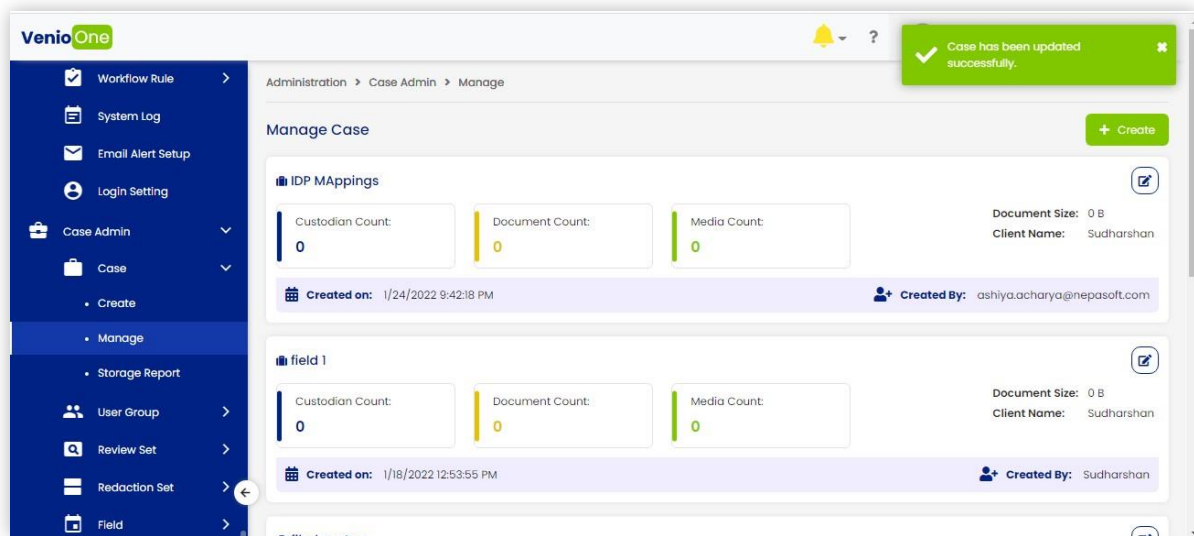 VenioOne
?
Case has been updated
successfully.
Workflow Rule
System Log
Email Alert Setup
Login Setting
Case Admin
Case
Create
Manage
Storage Report
User Group
Review Set
Redaction Set
Field
Administration > Case Admin > Manage
Manage Case
+ Create
IDP MAppings
Custodian Count:
0
Document Count:
0
Media Count:
0
Document Size: 0 B
Client Name: Sudharshan
Created on: 1/24/2022 9:42:18 PM
Created By: ashiya.acharya@nepasoft.com
field 1
Custodian Count:
0
Document Count:
0
Media Count:
0
Document Size: 0 B
Client Name: Sudharshan
Created on: 1/18/2022 12:53:55 PM
Created By: Sudharshan